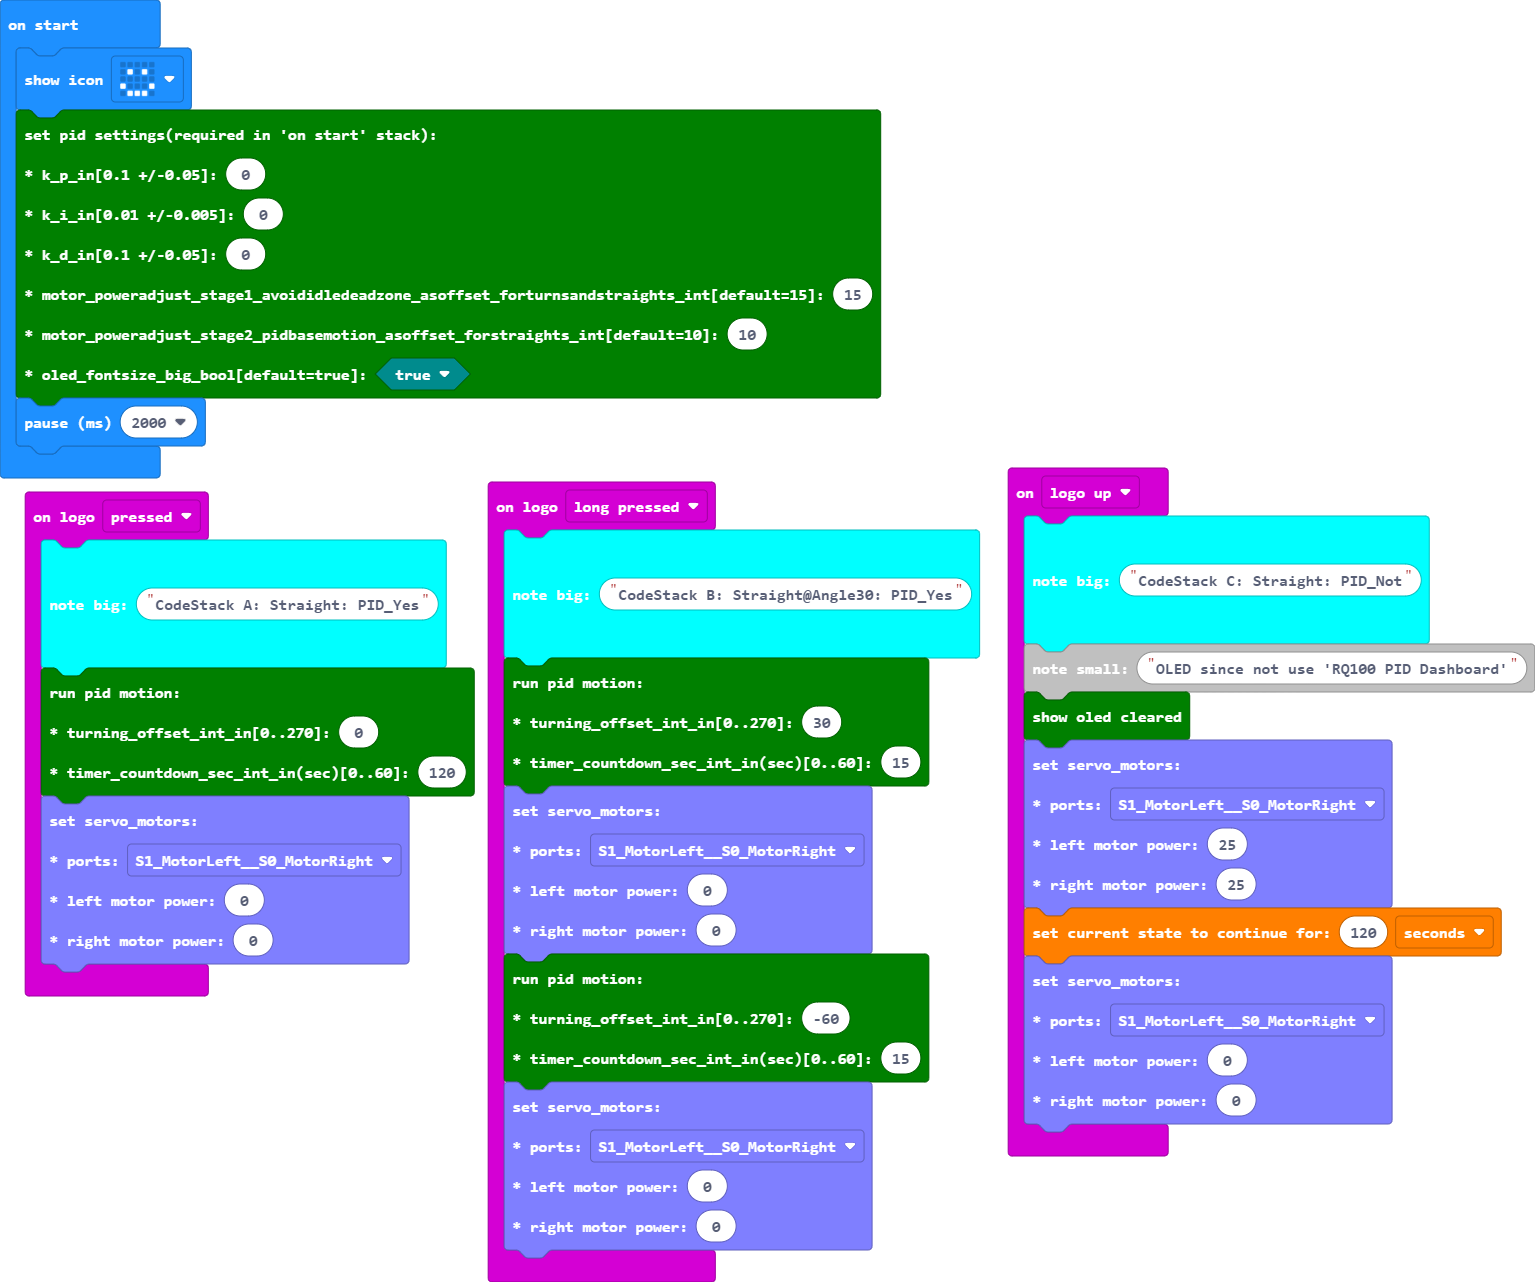 on start
show icon
set pid settings(required in 'on start' stack):
* k_p_in[0.1 +/-0.05]: 0
* k_i_in[0.01 +/-0.005]: 0
* k_d_in[0.1 +/-0.05]: 0
* motor_poweradjust_stage1_avoididledeadzone_asoffset_forturnsandstraights_int[default=15]: 15
* motor_poweradjust_stage2_pidbasemotion_asoffset_forstraights_int[default=10]: 10
* oled_fontsize_big_bool[default=true]: true
pause (ms) 2000
on logo pressed
note big: "CodeStack A: Straight: PID_Yes"
run pid motion:
* turning_offset_int_in[0..270]: 0
* timer_countdown_sec_int_in(sec)[0..60]: 120
set servo_motors:
* ports: S1_MotorLeft__S0_MotorRight
* left motor power: 0
* right motor power: 0
on logo long pressed
note big: "CodeStack B: Straight@Angle30: PID_Yes"
run pid motion:
* turning_offset_int_in[0..270]: 30
* timer_countdown_sec_int_in(sec)[0..60]: 15
set servo_motors:
* ports: S1_MotorLeft__S0_MotorRight
* left motor power: 0
* right motor power: 0
run pid motion:
* turning_offset_int_in[0..270]: -60
* timer_countdown_sec_int_in(sec)[0..60]: 15
set servo_motors:
* ports: S1_MotorLeft__S0_MotorRight
* left motor power: 0
* right motor power: 0
on logo up
note big: "CodeStack C: Straight: PID_Not"
note small: "OLED since not use 'RQ100 PID Dashboard'"
show oled cleared
set servo_motors:
* ports: S1_MotorLeft__S0_MotorRight
* left motor power: 25
* right motor power: 25
set current state to continue for: 120 seconds
set servo_motors:
* ports: S1_MotorLeft__S0_MotorRight
* left motor power: 0
* right motor power: 0